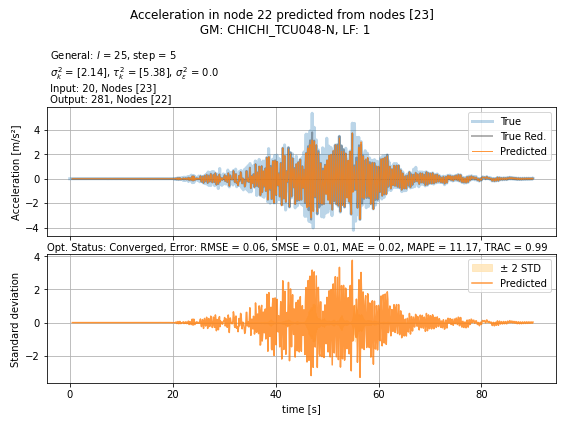 Acceleration in node 22 predicted from nodes [23]
GM: CHICHI_TCU048-N, LF: 1
General: l = 25, step = 5
σ²ₖ = [2.14], τ²ₖ = [5.38], σ²ε = 0.0
Input: 20, Nodes [23]
Output: 281, Nodes [22]
Acceleration [m/s²]
4
2
0
−2
−4
True
True Red.
Predicted
Opt. Status: Converged, Error: RMSE = 0.06, SMSE = 0.01, MAE = 0.02, MAPE = 11.17, TRAC = 0.99
Standard deviation
4
2
0
−2
± 2 STD
Predicted
0 20 40 60 80
time [s]